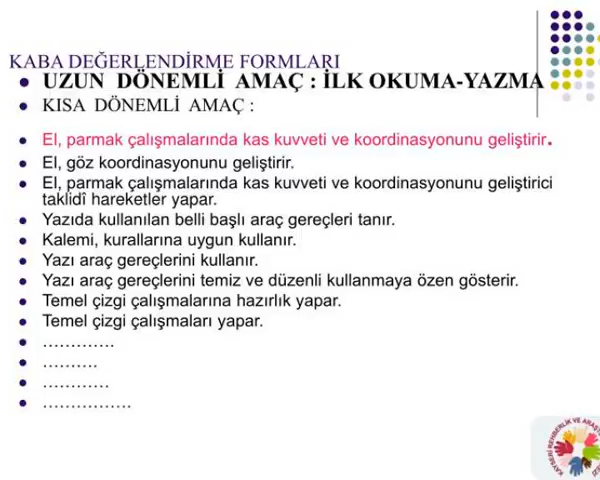 KABA DEĞERLENDİRME FORMLARI
UZUN DÖNEMLİ AMAÇ : İLK OKUMA-YAZMA
KISA DÖNEMLİ AMAÇ :
El, parmak çalışmalarında kas kuvveti ve koordinasyonunu geliştirir.
El, göz koordinasyonunu geliştirir.
El, parmak çalışmalarında kas kuvveti ve koordinasyonunu geliştirici
taklidî hareketler yapar.
Yazıda kullanılan belli başlı araç gereçleri tanır.
Kalemi, kurallarına uygun kullanır.
Yazı araç gereçlerini kullanır.
Yazı araç gereçlerini temiz ve düzenli kullanmaya özen gösterir.
Temel çizgi çalışmalarına hazırlık yapar.
Temel çizgi çalışmaları yapar.
………….
……….
…………
…………….
KAYSERİ REHBERLİK VE